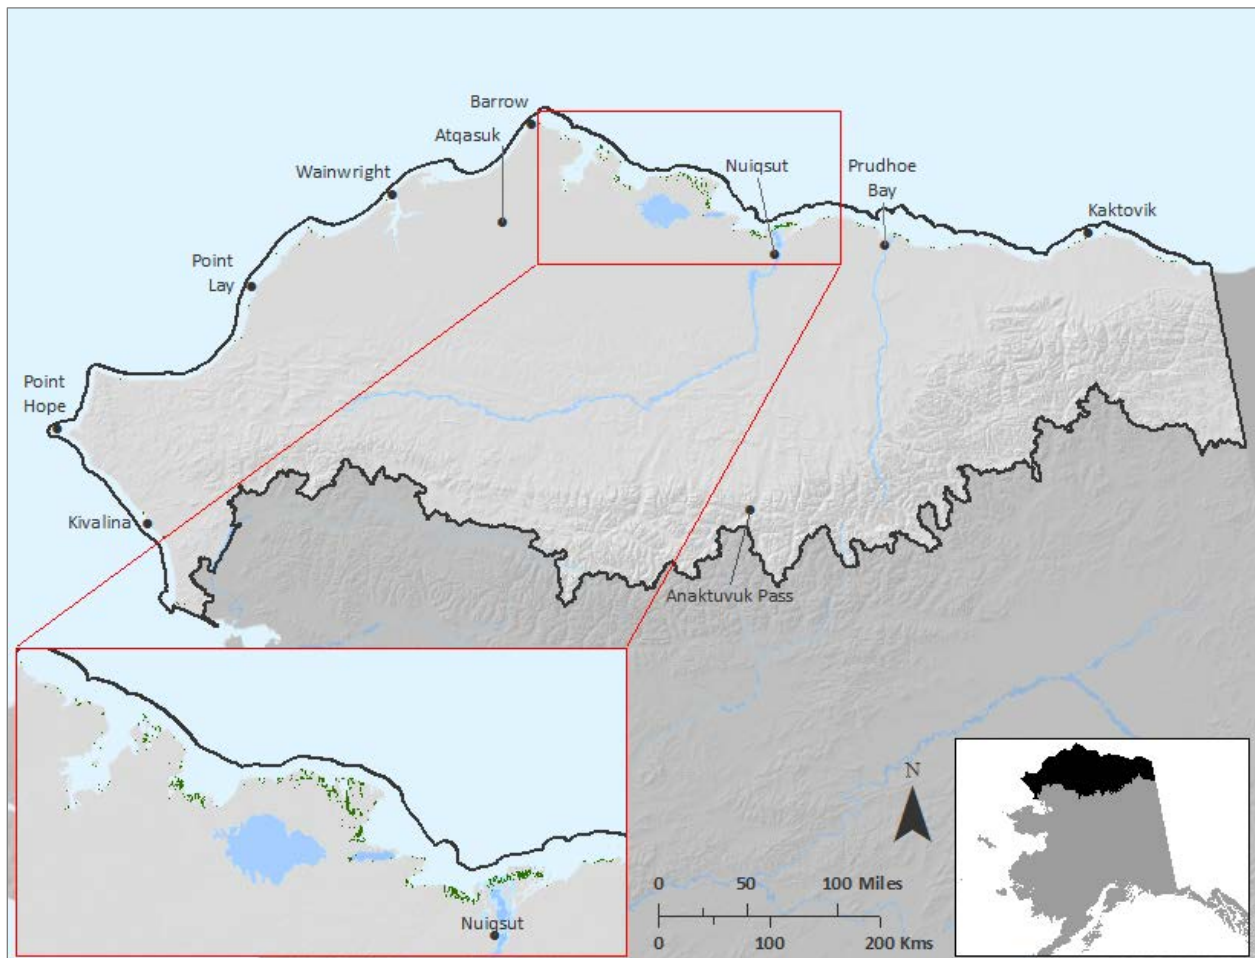 Barrow
Atqasuk
Wainwright
Nuiqsut
Prudhoe
Bay
Kaktovik
Point
Lay
Point
Hope
Kivalina
Anaktuvuk Pass
Nuiqsut
N
0 50 100 Miles
0 100 200 Kms